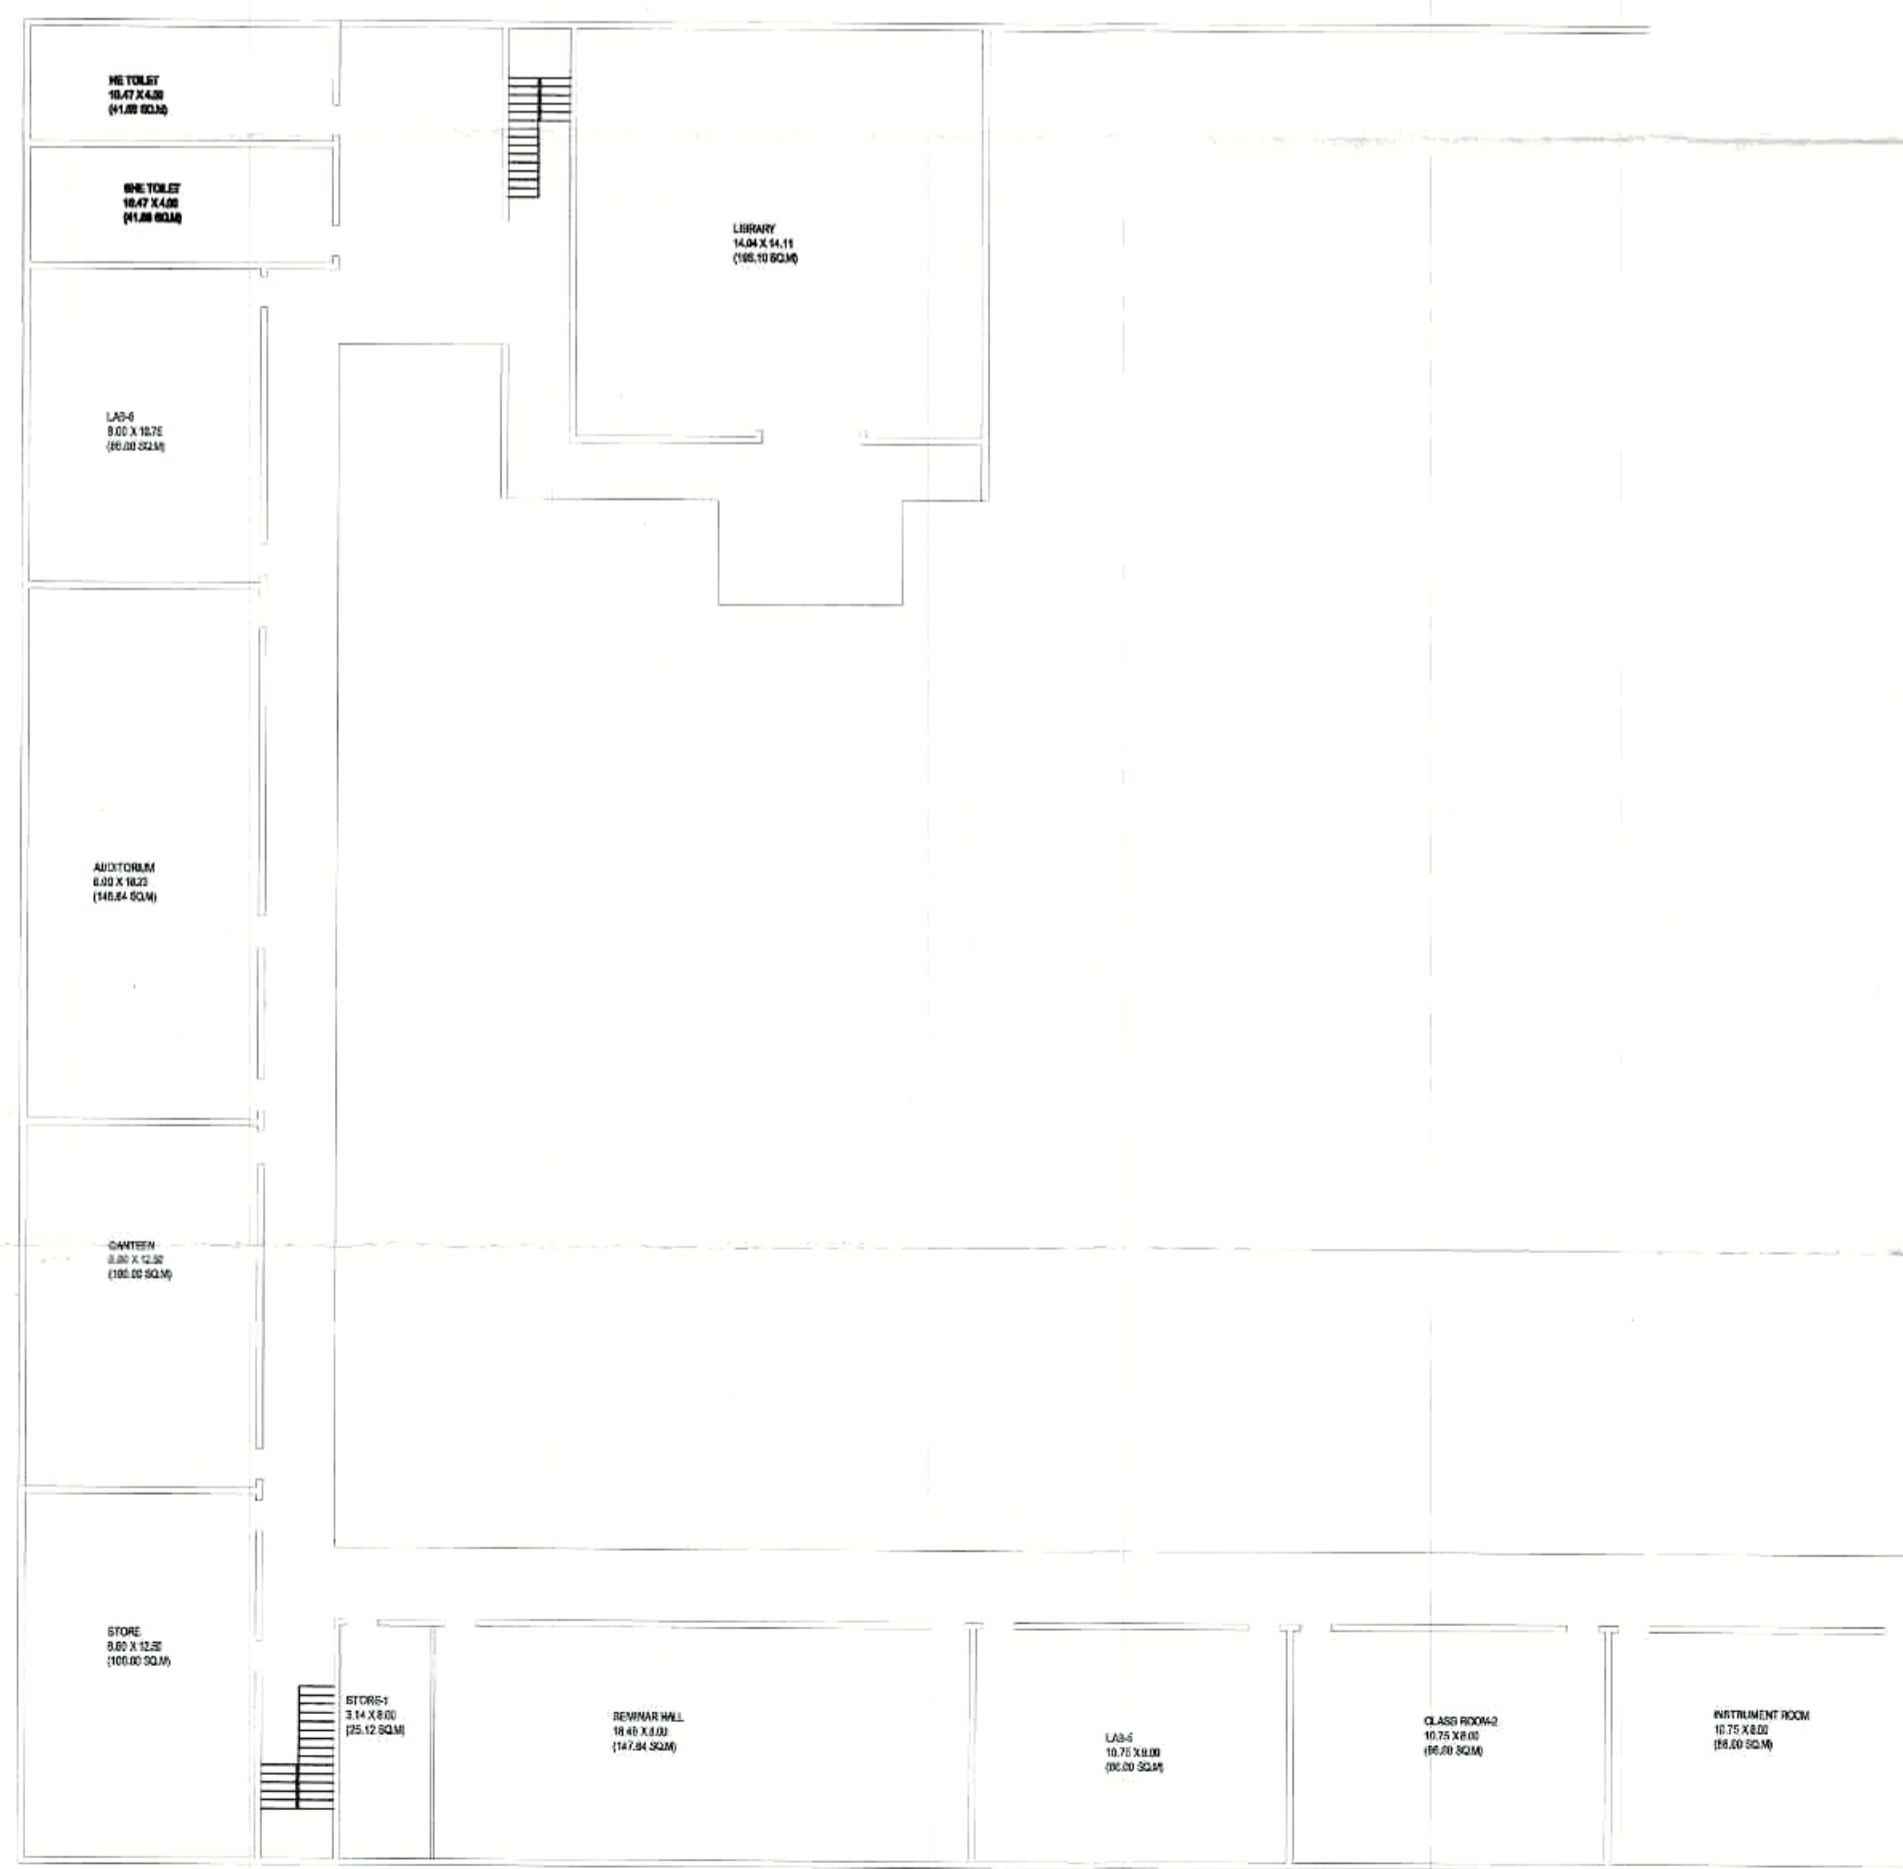 HE TOILET
10.47 X 4.00
(41.88 SQ.M)
SHE TOILET
10.47 X 4.00
(41.88 SQ.M)
LIBRARY
14.04 X 14.11
(198.10 SQ.M)
LAB-6
8.00 X 10.75
(86.00 SQ.M)
AUDITORIUM
8.00 X 18.23
(145.84 SQ.M)
CANTEEN
8.00 X 12.50
(100.00 SQ.M)
STORE
8.00 X 12.50
(100.00 SQ.M)
STORE-1
3.14 X 8.00
(25.12 SQ.M)
SEMINAR HALL
18.48 X 8.00
(147.84 SQ.M)
LAB-5
10.75 X 8.00
(86.00 SQ.M)
CLASS ROOM-2
10.75 X 8.00
(86.00 SQ.M)
INSTRUMENT ROOM
10.75 X 8.00
(86.00 SQ.M)